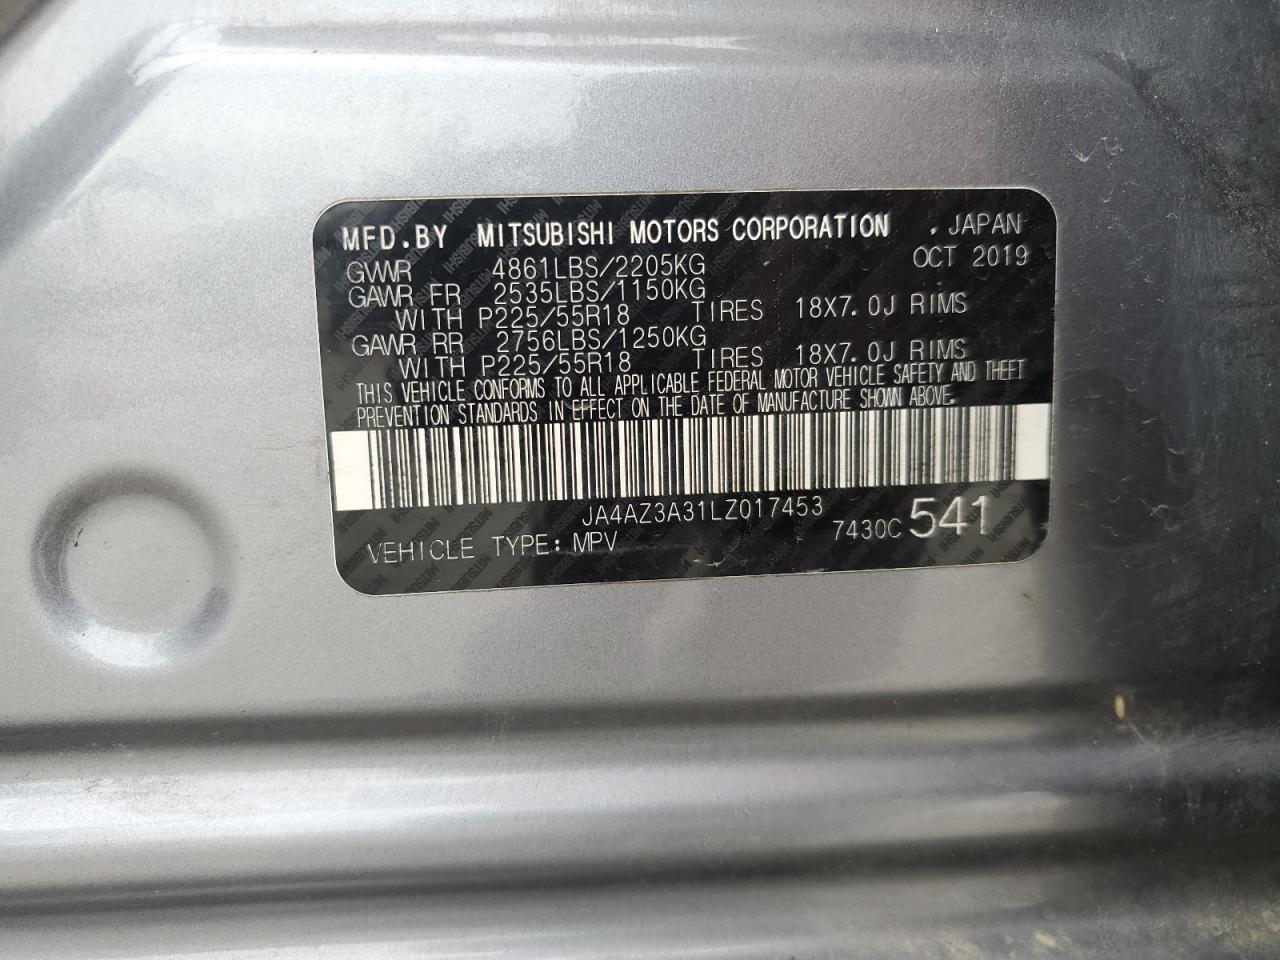 MFD.BY MITSUBISHI MOTORS CORPORATION , JAPAN
GVWR 4861LBS/2205KG OCT 2019
GAWR FR 2535LBS/1150KG
WITH P225/55R18 TIRES 18X7.0J RIMS
GAWR RR 2756LBS/1250KG
WITH P225/55R18 TIRES 18X7.0J RIMS
THIS VEHICLE CONFORMS TO ALL APPLICABLE FEDERAL MOTOR VEHICLE SAFETY AND THEFT
PREVENTION STANDARDS IN EFFECT ON THE DATE OF MANUFACTURE SHOWN ABOVE.
JA4AZ3A31LZ017453
VEHICLE TYPE: MPV 7430C 541